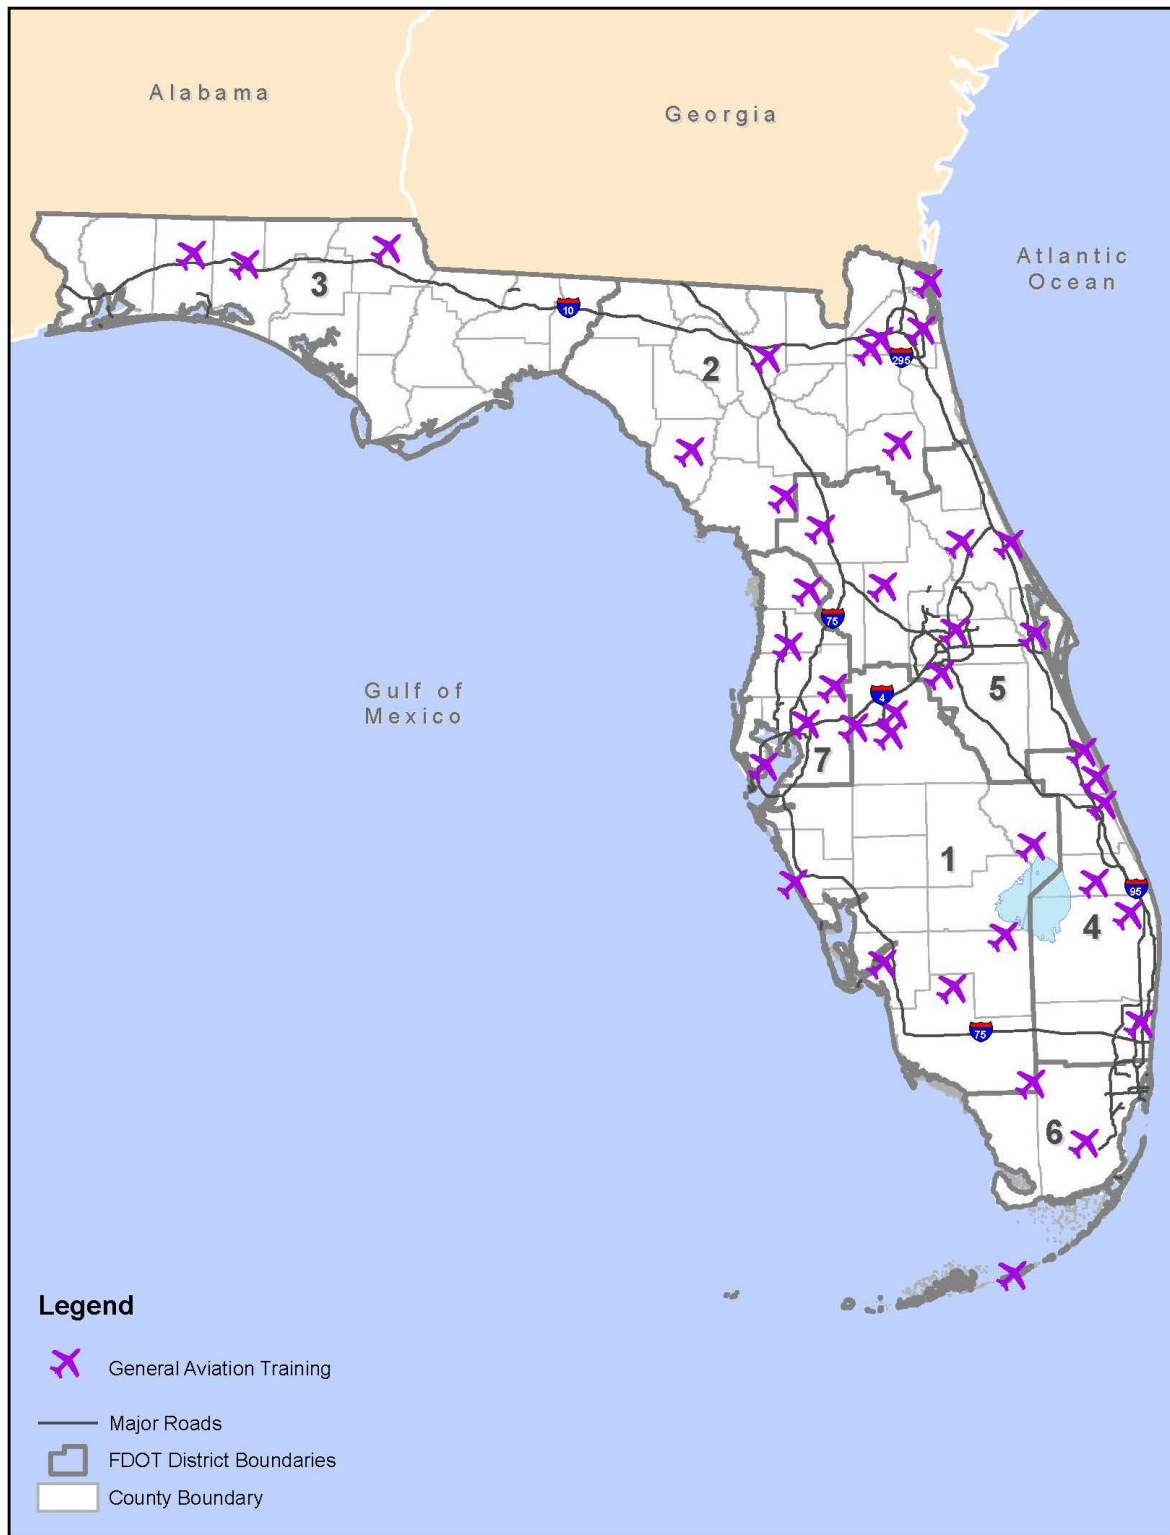 Alabama
Georgia
Atlantic
Ocean
3
10
295
2
75
Gulf of
Mexico
4
5
7
1
95
4
75
6
Legend
General Aviation Training
Major Roads
FDOT District Boundaries
County Boundary